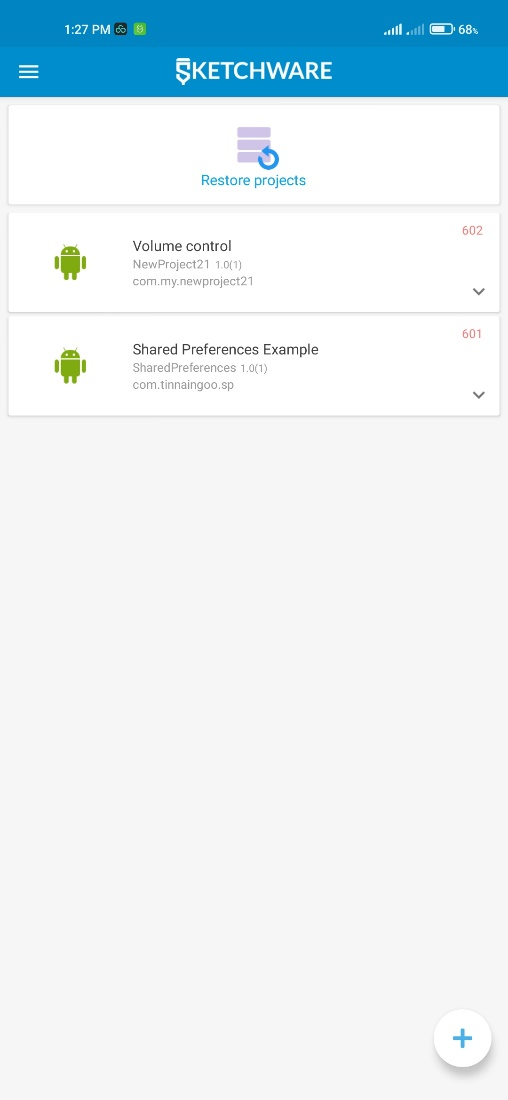 1:27 PM
68%
SKETCHWARE
Restore projects
602
Volume control
NewProject21 1.0(1)
com.my.newproject21
601
Shared Preferences Example
SharedPreferences 1.0(1)
com.tinnaingoo.sp